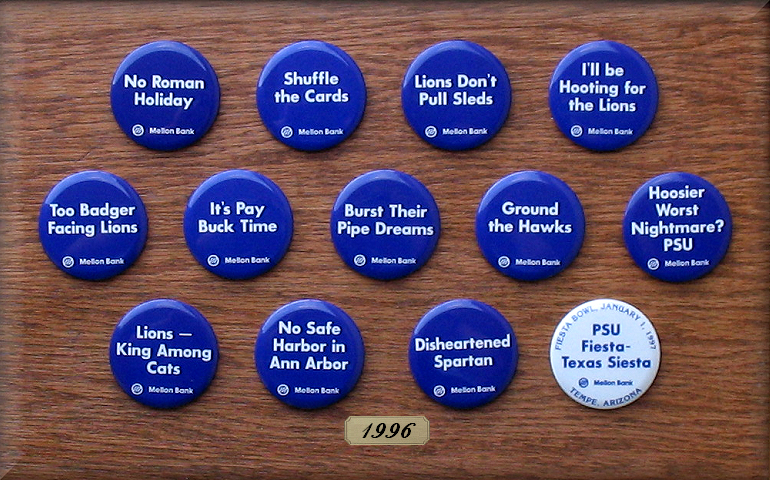 No Roman
Holiday
Mellon Bank
Shuffle
the Cards
Mellon Bank
Lions Don't
Pull Sleds
Mellon Bank
I'll be
Hooting for
the Lions
Mellon Bank
Too Badger
Facing Lions
Mellon Bank
It's Pay
Buck Time
Mellon Bank
Burst Their
Pipe Dreams
Mellon Bank
Ground
the Hawks
Mellon Bank
Hoosier
Worst
Nightmare?
PSU
Mellon Bank
Lions —
King Among
Cats
Mellon Bank
No Safe
Harbor in
Ann Arbor
Mellon Bank
Disheartened
Spartan
Mellon Bank
FIESTA BOWL, JANUARY 1, 1997
PSU
Fiesta-
Texas Siesta
Mellon Bank
TEMPE, ARIZONA
1996